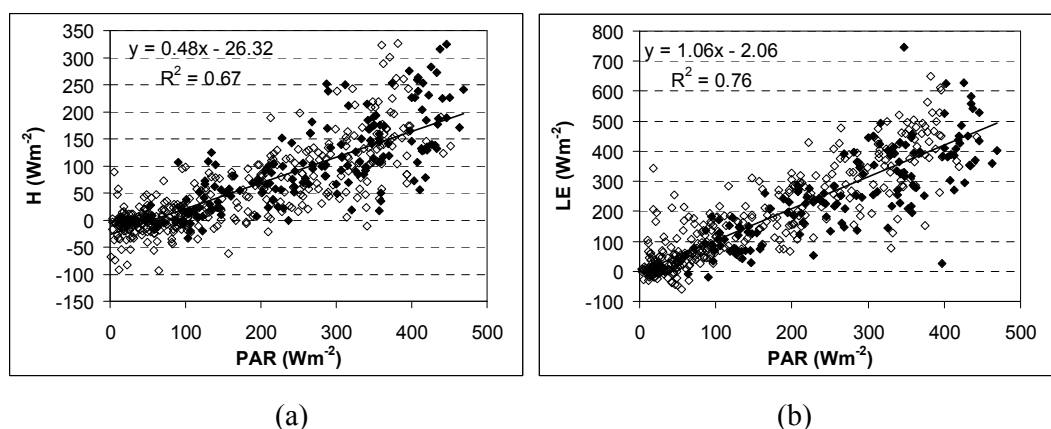 y = 0.48x - 26.32
R² = 0.67
350
300
250
200
150
100
50
0
-50
-100
-150
H (Wm⁻²)
0 100 200 300 400 500
PAR (Wm⁻²)
(a)
y = 1.06x - 2.06
R² = 0.76
800
700
600
500
400
300
200
100
0
-100
LE (Wm⁻²)
0 100 200 300 400 500
PAR (Wm⁻²)
(b)